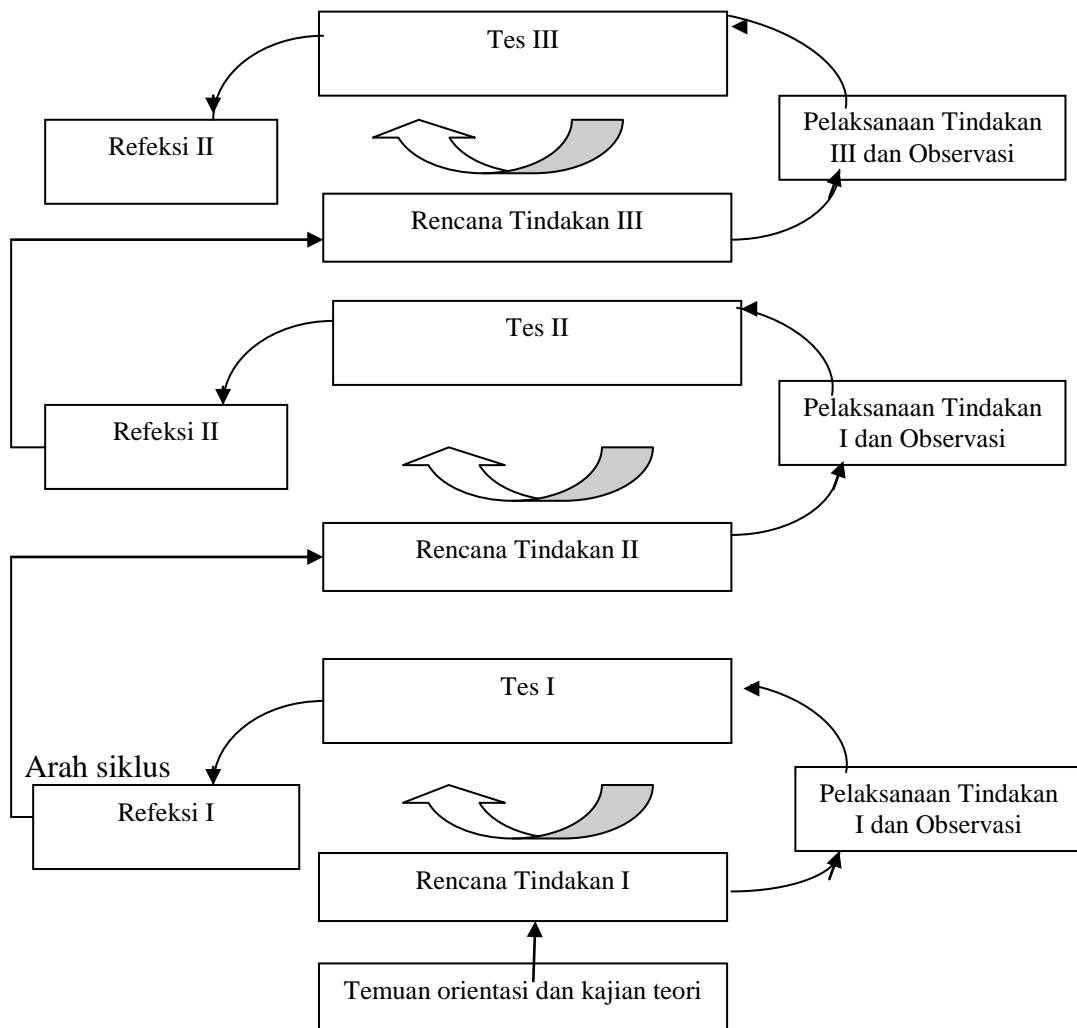 Tes III
Pelaksanaan Tindakan
III dan Observasi
Refeksi II
Rencana Tindakan III
Tes II
Pelaksanaan Tindakan
I dan Observasi
Refeksi II
Rencana Tindakan II
Tes I
Arah siklus
Pelaksanaan Tindakan
I dan Observasi
Refeksi I
Rencana Tindakan I
Temuan orientasi dan kajian teori